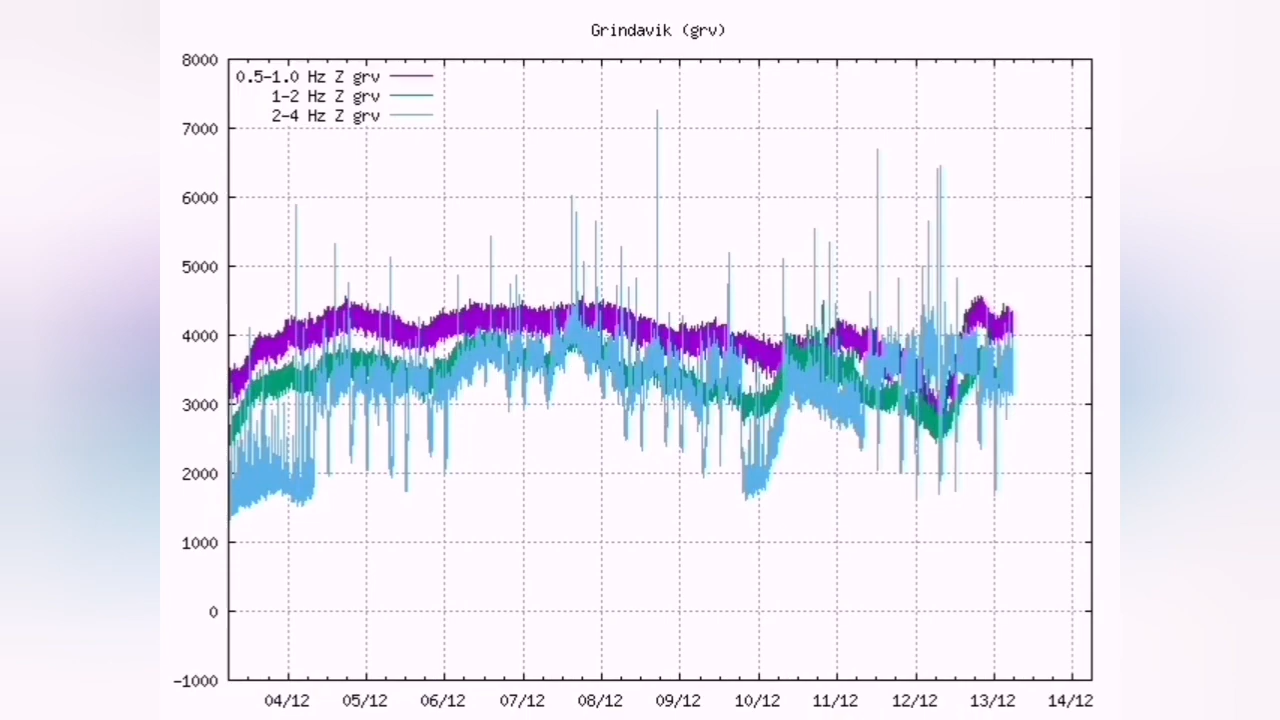 Grindavik (grv)
8000
0.5-1.0 Hz Z grv
1-2 Hz Z grv
2-4 Hz Z grv
7000
6000
5000
4000
3000
2000
1000
0
-1000
04/12 05/12 06/12 07/12 08/12 09/12 10/12 11/12 12/12 13/12 14/12